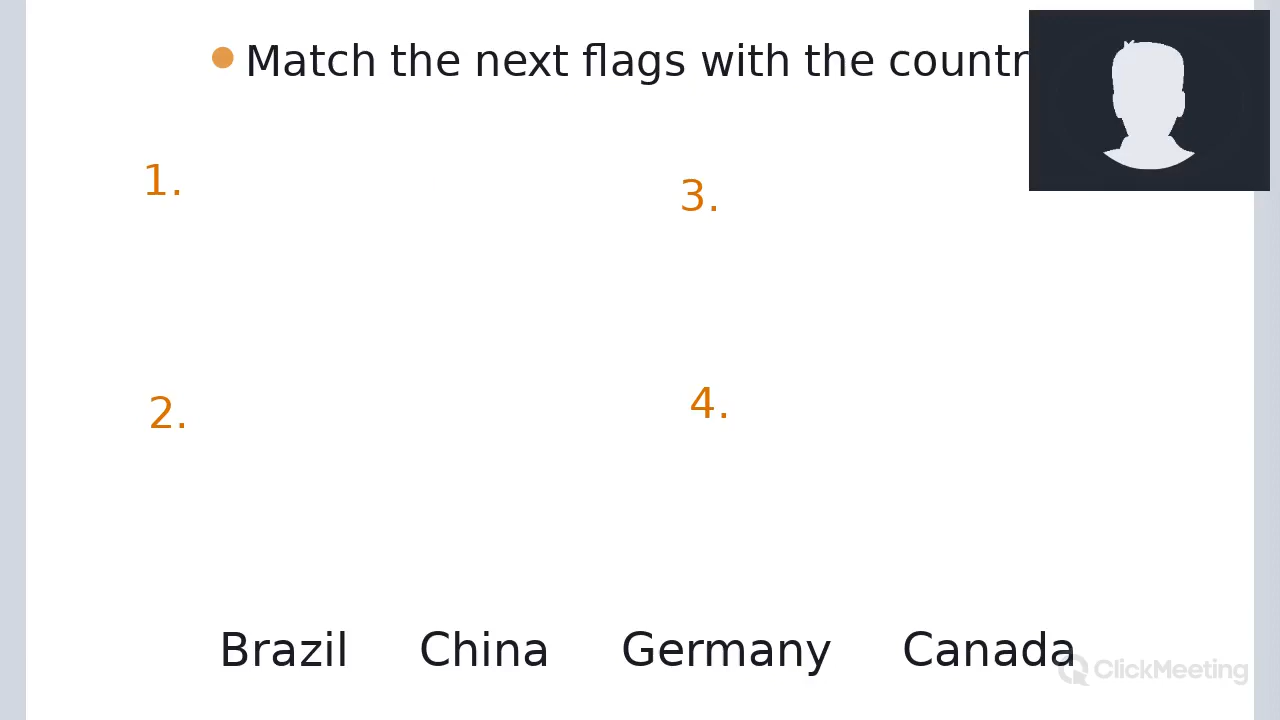 Match the next flags with the countr
1.
3.
2.
4.
Brazil China Germany Canada
ClickMeeting